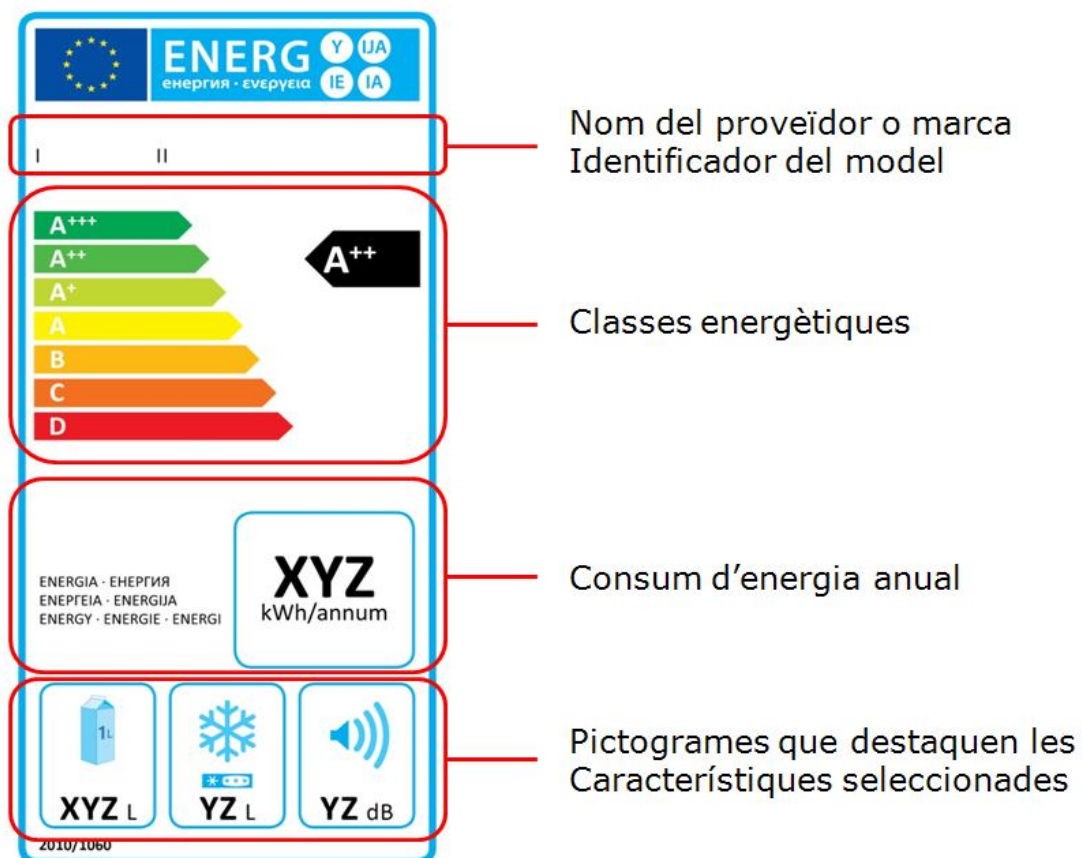 ENERG Y IJA
енергия · ενεργεια IE IA
I II
Nom del proveïdor o marca
Identificador del model
A+++
A++
A++
A+
A
B
C
D
Classes energètiques
ENERGIA · ЕНЕРГИЯ
ΕΝΕΡΓΕΙΑ · ENERGIJA
ENERGY · ENERGIE · ENERGI
XYZ
kWh/annum
Consum d’energia anual
1L
XYZ L
YZ L
YZ dB
Pictogrames que destaquen les
Característiques seleccionades
2010/1060